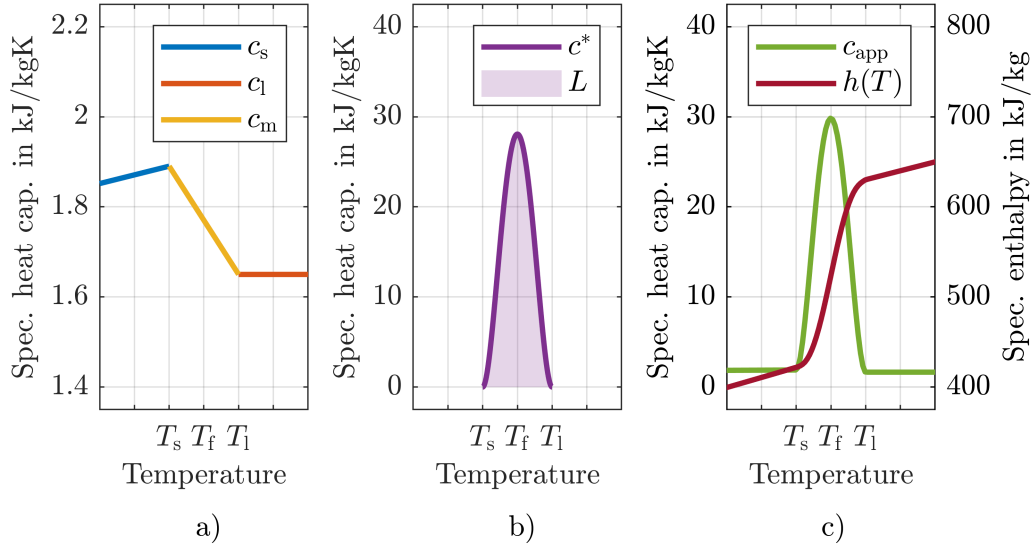 Spec. heat cap. in kJ/kgK
2.2
2
1.8
1.6
1.4
c_s
c_l
c_m
T_s T_f T_l
Temperature
a)
Spec. heat cap. in kJ/kgK
40
30
20
10
0
c*
L
T_s T_f T_l
Temperature
b)
Spec. heat cap. in kJ/kgK
40
30
20
10
0
c_app
h(T)
800
700
600
500
400
Spec. enthalpy in kJ/kg
T_s T_f T_l
Temperature
c)